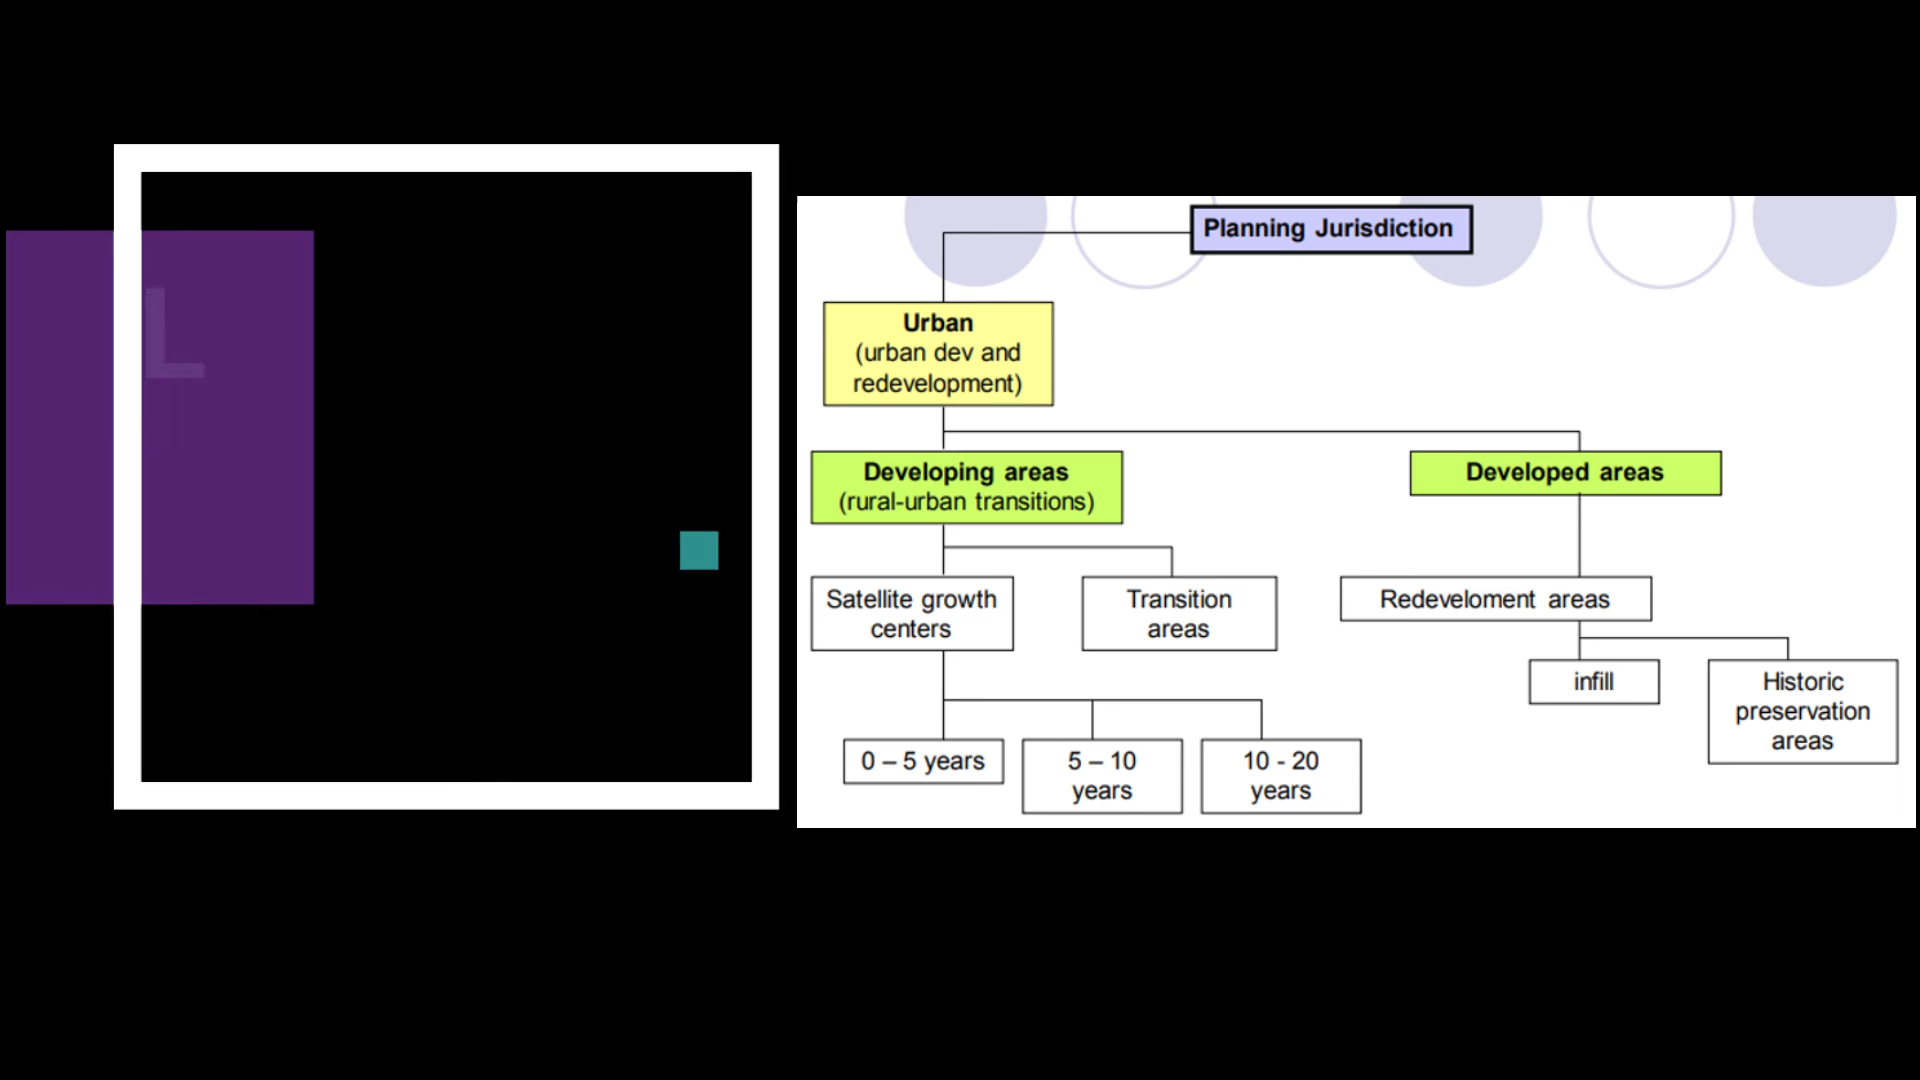 L
Planning Jurisdiction
Urban
(urban dev and
redevelopment)
Developing areas
(rural-urban transitions)
Developed areas
Satellite growth
centers
Transition
areas
Redeveloment areas
infill
Historic
preservation
areas
0 – 5 years
5 – 10
years
10 - 20
years